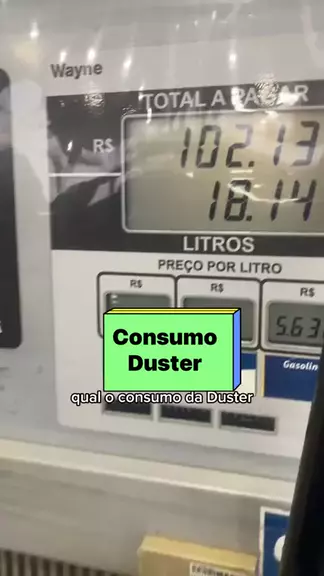 Wayne
TOTAL A PAGAR
R$ 102.13
18.14
LITROS
PREÇO POR LITRO
R$ R$ R$
5.63
Gasolin
Consumo
Duster
qual o consumo da Duster